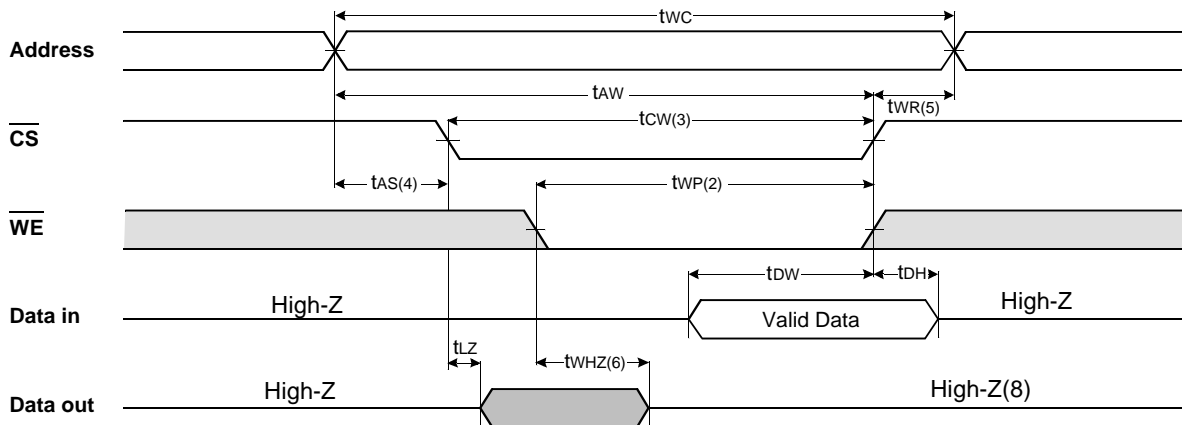 tWC
Address
tAW
tWR(5)
tCW(3)
CS
tAS(4)
tWP(2)
WE
tDW
tDH
High-Z
High-Z
Data in
Valid Data
tLZ
tWHZ(6)
High-Z
High-Z(8)
Data out